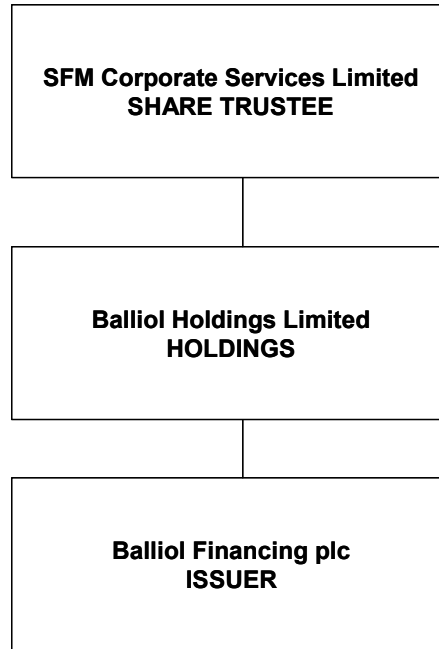 SFM Corporate Services Limited
SHARE TRUSTEE
Balliol Holdings Limited
HOLDINGS
Balliol Financing plc
ISSUER